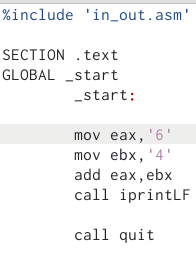 %include 'in_out.asm'
SECTION .text
GLOBAL _start
_start:
mov eax,'6'
mov ebx,'4'
add eax,ebx
call iprintLF
call quit